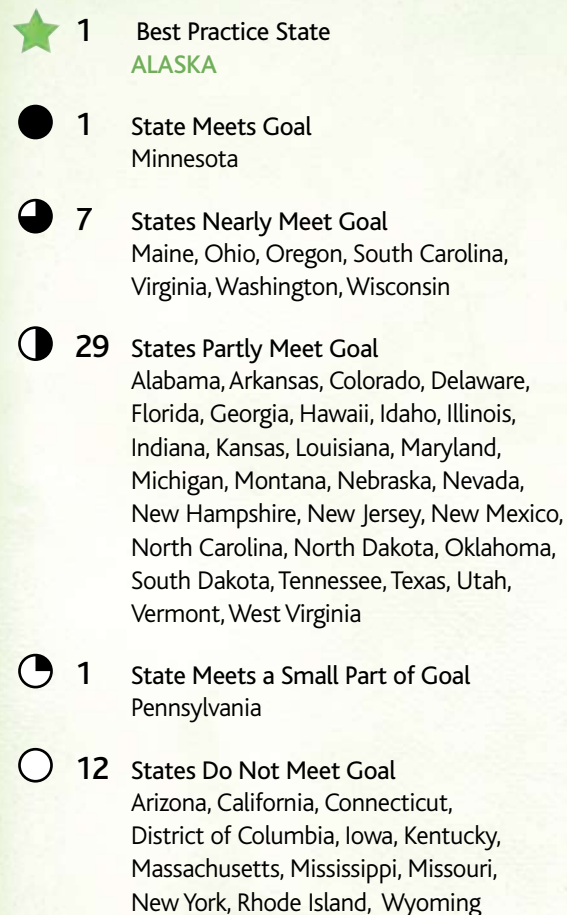 1 Best Practice State
ALASKA
1 State Meets Goal
Minnesota
7 States Nearly Meet Goal
Maine, Ohio, Oregon, South Carolina,
Virginia, Washington, Wisconsin
29 States Partly Meet Goal
Alabama, Arkansas, Colorado, Delaware,
Florida, Georgia, Hawaii, Idaho, Illinois,
Indiana, Kansas, Louisiana, Maryland,
Michigan, Montana, Nebraska, Nevada,
New Hampshire, New Jersey, New Mexico,
North Carolina, North Dakota, Oklahoma,
South Dakota, Tennessee, Texas, Utah,
Vermont, West Virginia
1 State Meets a Small Part of Goal
Pennsylvania
12 States Do Not Meet Goal
Arizona, California, Connecticut,
District of Columbia, Iowa, Kentucky,
Massachusetts, Mississippi, Missouri,
New York, Rhode Island, Wyoming